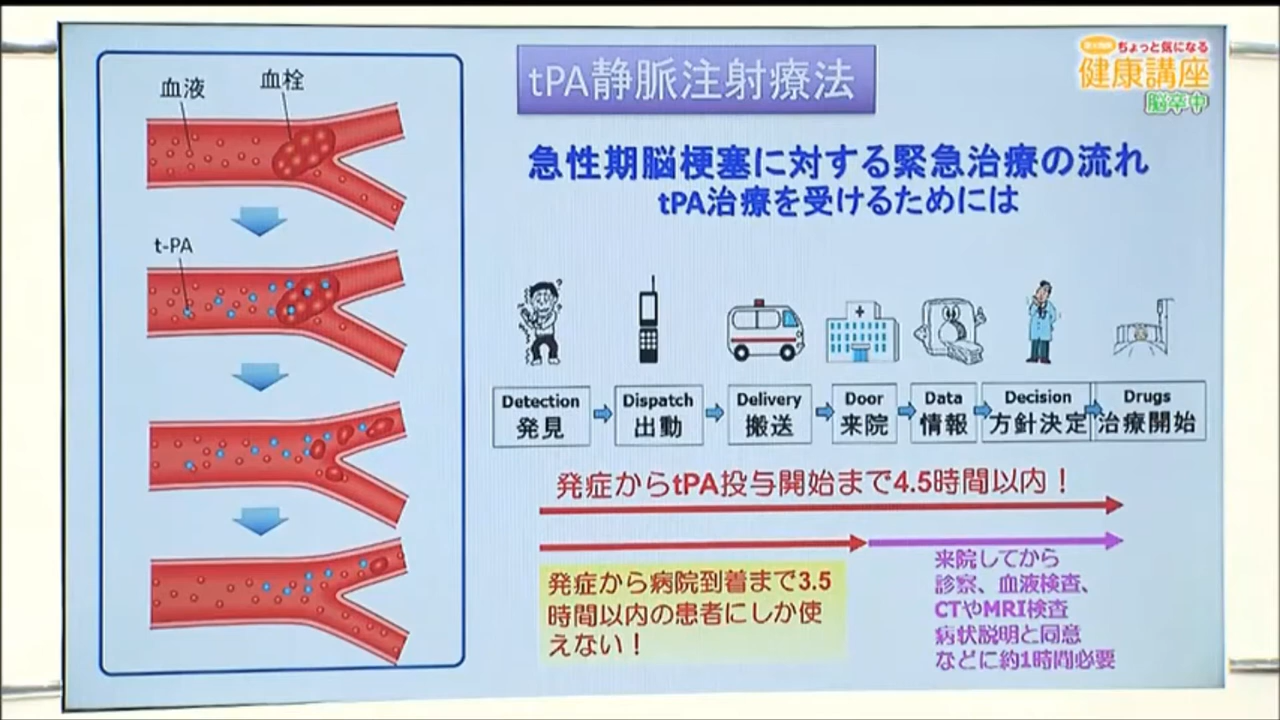 血液
血栓
t-PA
tPA静脈注射療法
ちょっと気になる
健康講座
脳卒中
急性期脳梗塞に対する緊急治療の流れ
tPA治療を受けるためには
Detection
発見
Dispatch
出動
Delivery
搬送
Door
来院
Data
情報
Decision
方針決定
Drugs
治療開始
発症からtPA投与開始まで4.5時間以内！
発症から病院到着まで3.5
時間以内の患者にしか使
えない！
来院してから
診察、血液検査、
CTやMRI検査
病状説明と同意
などに約1時間必要